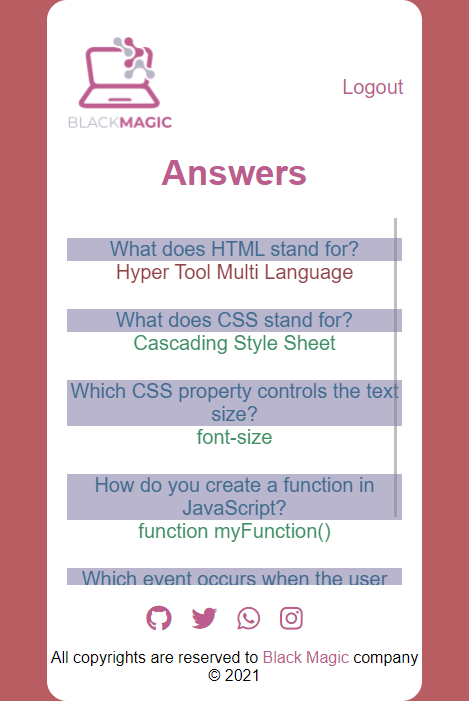 BLACKMAGIC
Logout
Answers
What does HTML stand for?
Hyper Tool Multi Language
What does CSS stand for?
Cascading Style Sheet
Which CSS property controls the text
size?
font-size
How do you create a function in
JavaScript?
function myFunction()
Which event occurs when the user
All copyrights are reserved to Black Magic company
© 2021